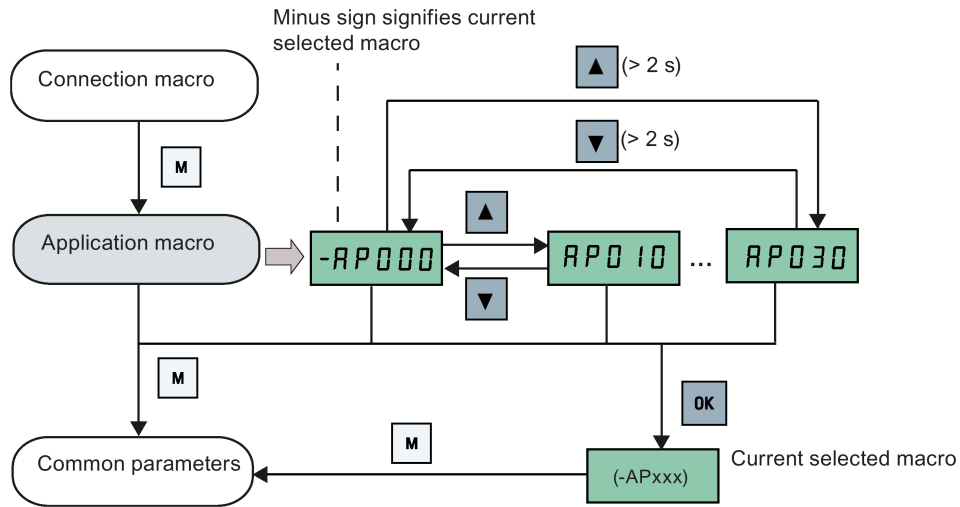 Minus sign signifies current
selected macro
Connection macro
▲ (> 2 s)
▼ (> 2 s)
M
▲
Application macro
-AP000
AP010
...
AP030
▼
M
OK
M
Common parameters
(-APxxx)
Current selected macro